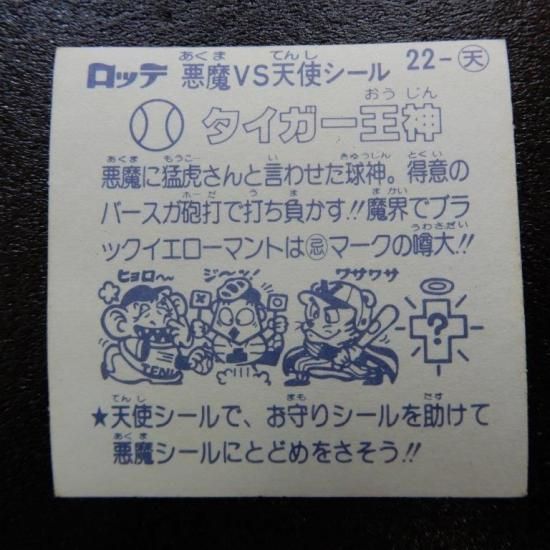 ロッテ 悪魔VS天使シール 22-天
タイガー王神
悪魔に猛虎さんと言わせた球神。得意の
バースガ砲打で打ち負かす!!魔界でブラ
ックイエローマントは忌マークの噂大!!
ヒョロ〜 ジーッ! ワサワサ
TENI
?
★天使シールで、お守りシールを助けて
悪魔シールにとどめをさそう!!